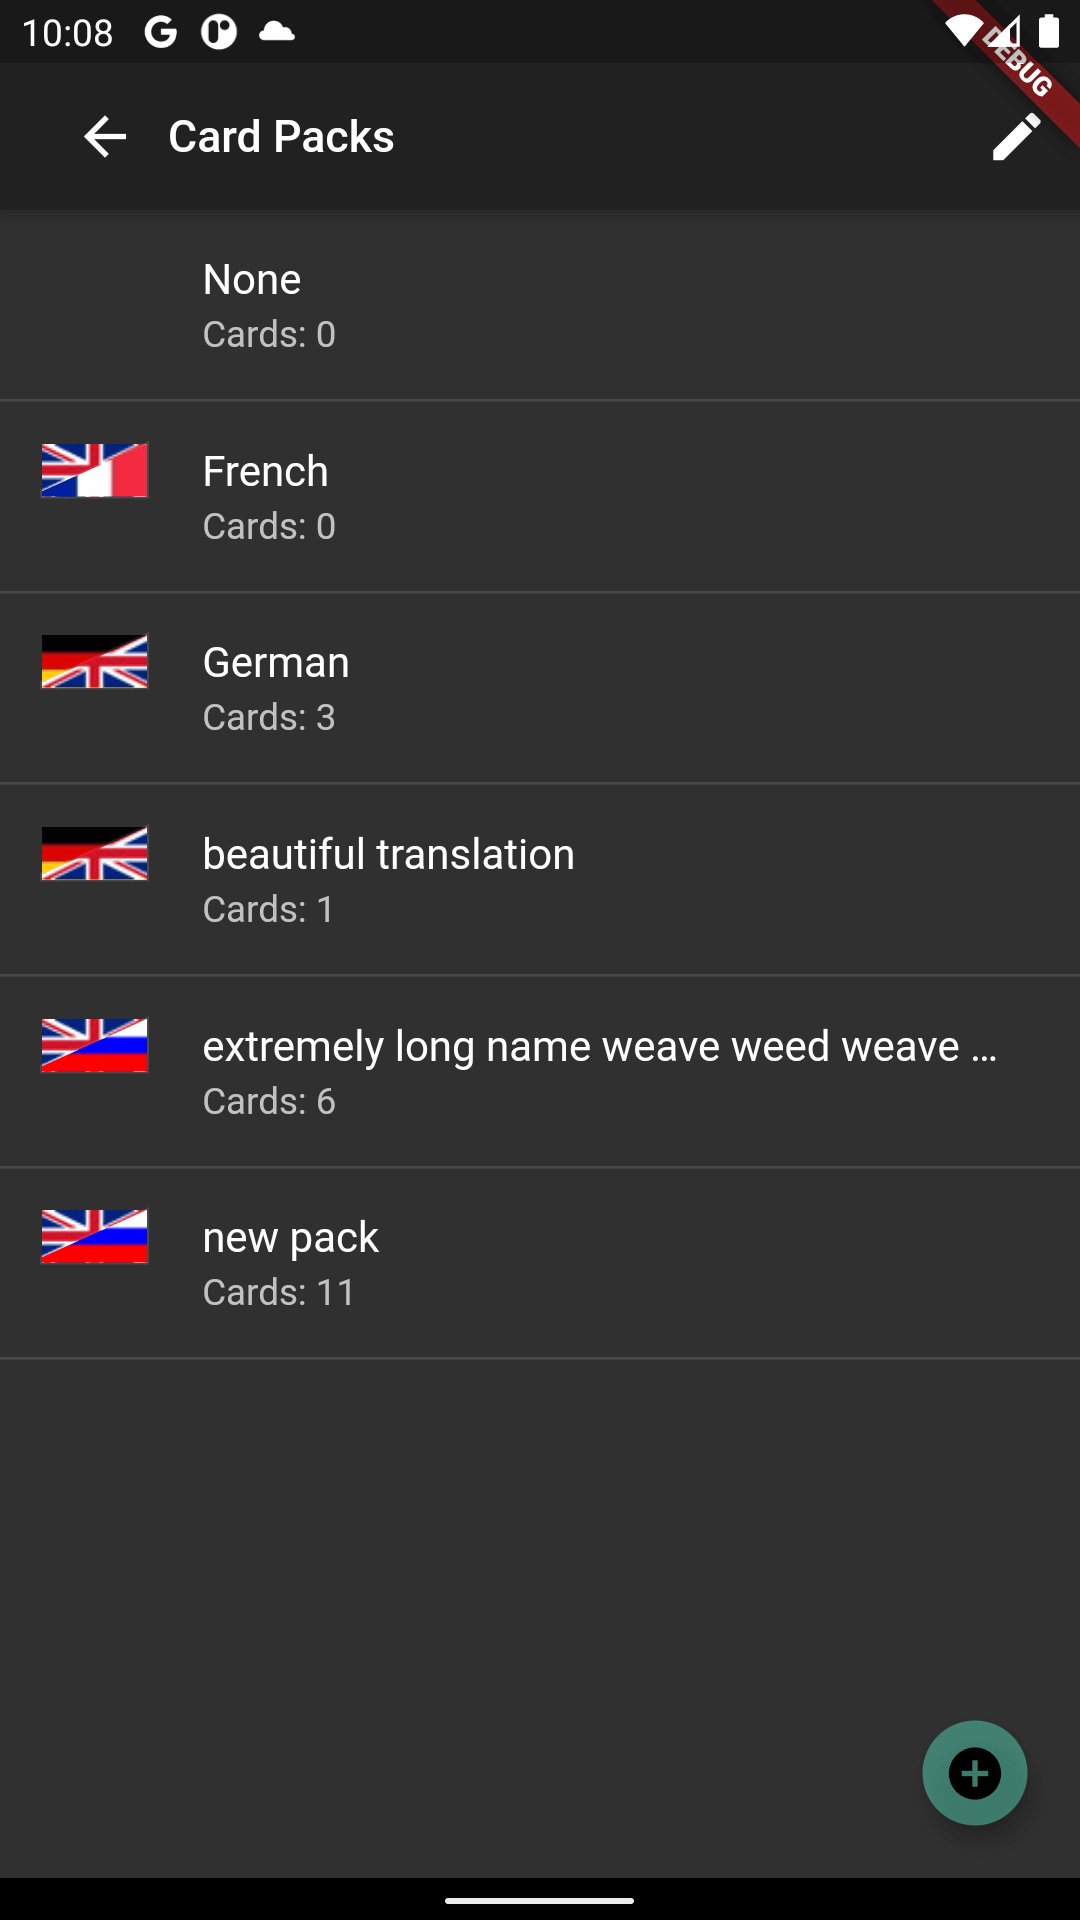 10:08
DEBUG
Card Packs
None
Cards: 0
French
Cards: 0
German
Cards: 3
beautiful translation
Cards: 1
extremely long name weave weed weave ...
Cards: 6
new pack
Cards: 11